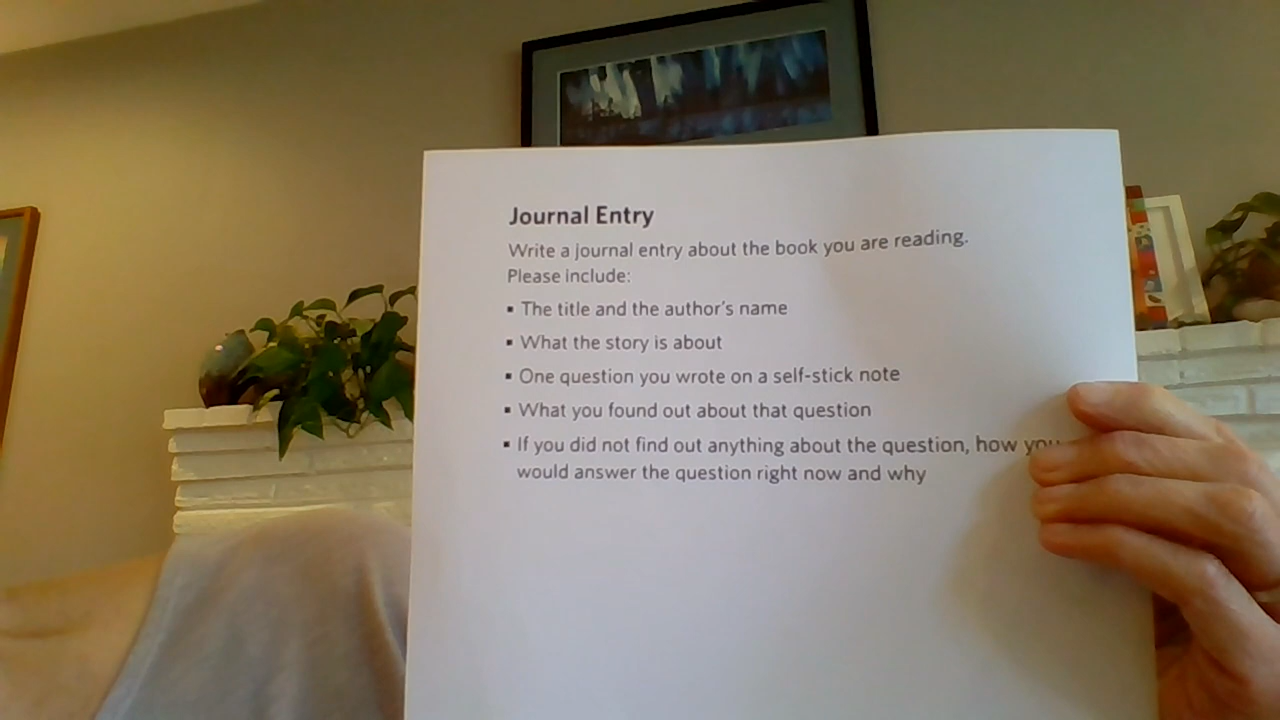 Journal Entry
Write a journal entry about the book you are reading.
Please include:
▪ The title and the author's name
▪ What the story is about
▪ One question you wrote on a self-stick note
▪ What you found out about that question
▪ If you did not find out anything about the question, how you
would answer the question right now and why